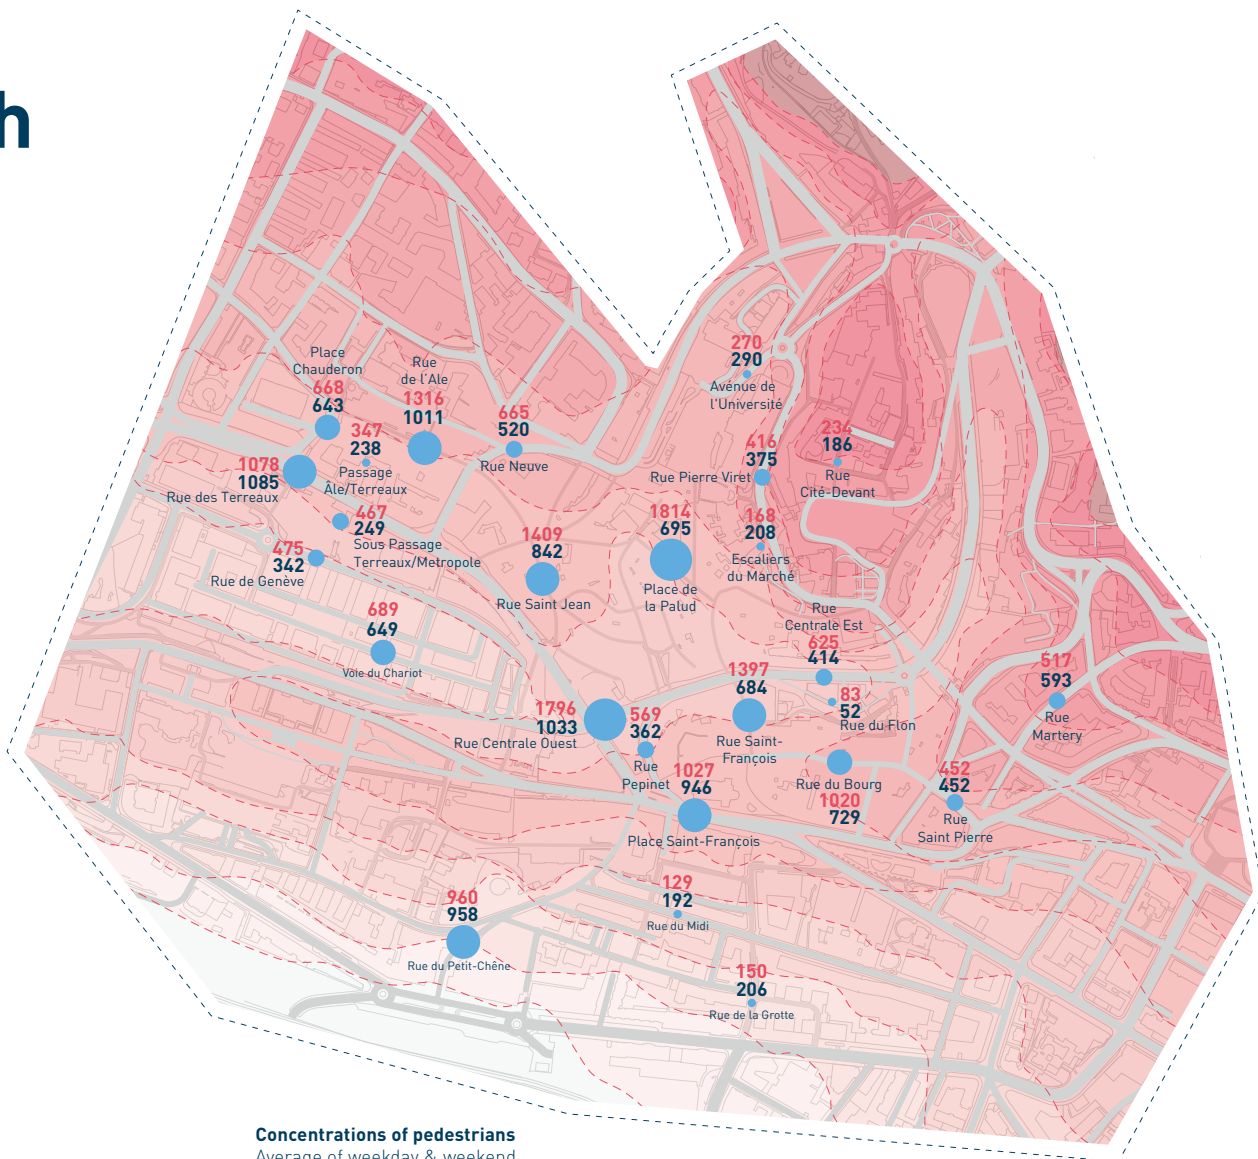 h
Place
Chauderon
668
643
Rue
de l'Ale
1316
1011
347
238
Passage
Âle/Terreaux
665
520
Rue Neuve
1078
1085
Rue des Terreaux
467
249
Sous Passage
Terreaux/Metropole
475
342
Rue de Genève
689
649
Voie du Chariot
1409
842
Rue Saint Jean
1814
695
Place de
la Palud
270
290
Avenue de
l'Université
416
375
Rue Pierre Viret
234
186
Rue
Cité-Devant
168
208
Escaliers
du Marché
Rue
Centrale Est
625
414
83
52
Rue du Flon
1397
684
Rue Saint-
François
1796
1033
Rue Centrale Ouest
569
362
Rue
Pepinet
1027
946
Place Saint-François
Rue du Bourg
1020
729
517
593
Rue
Martery
452
452
Rue
Saint Pierre
960
958
Rue du Petit-Chêne
129
192
Rue du Midi
150
206
Rue de la Grotte
Concentrations of pedestrians
Average of weekday & weekend